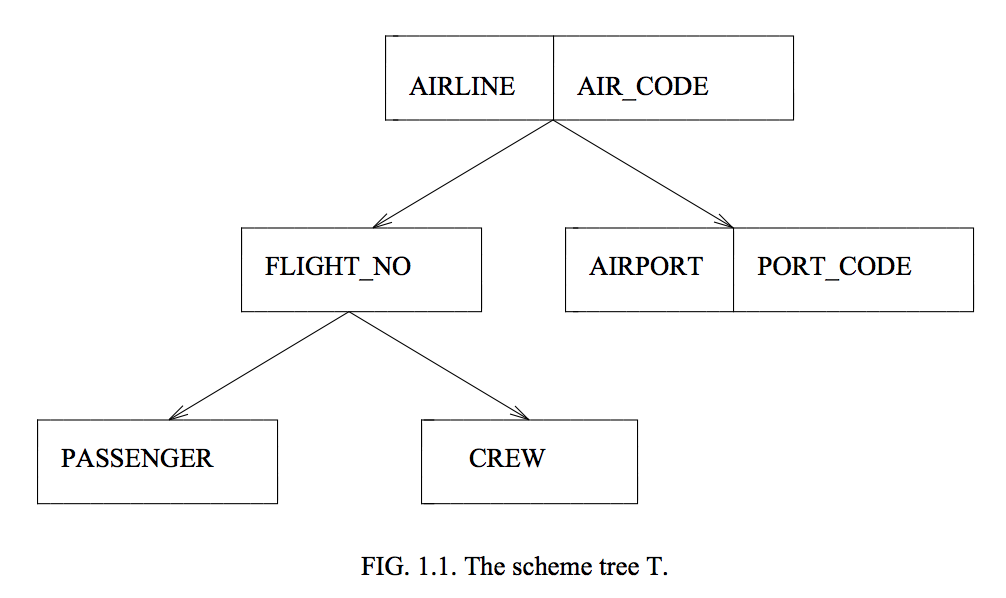 AIRLINE AIR_CODE
FLIGHT_NO AIRPORT PORT_CODE
PASSENGER CREW
FIG. 1.1. The scheme tree T.